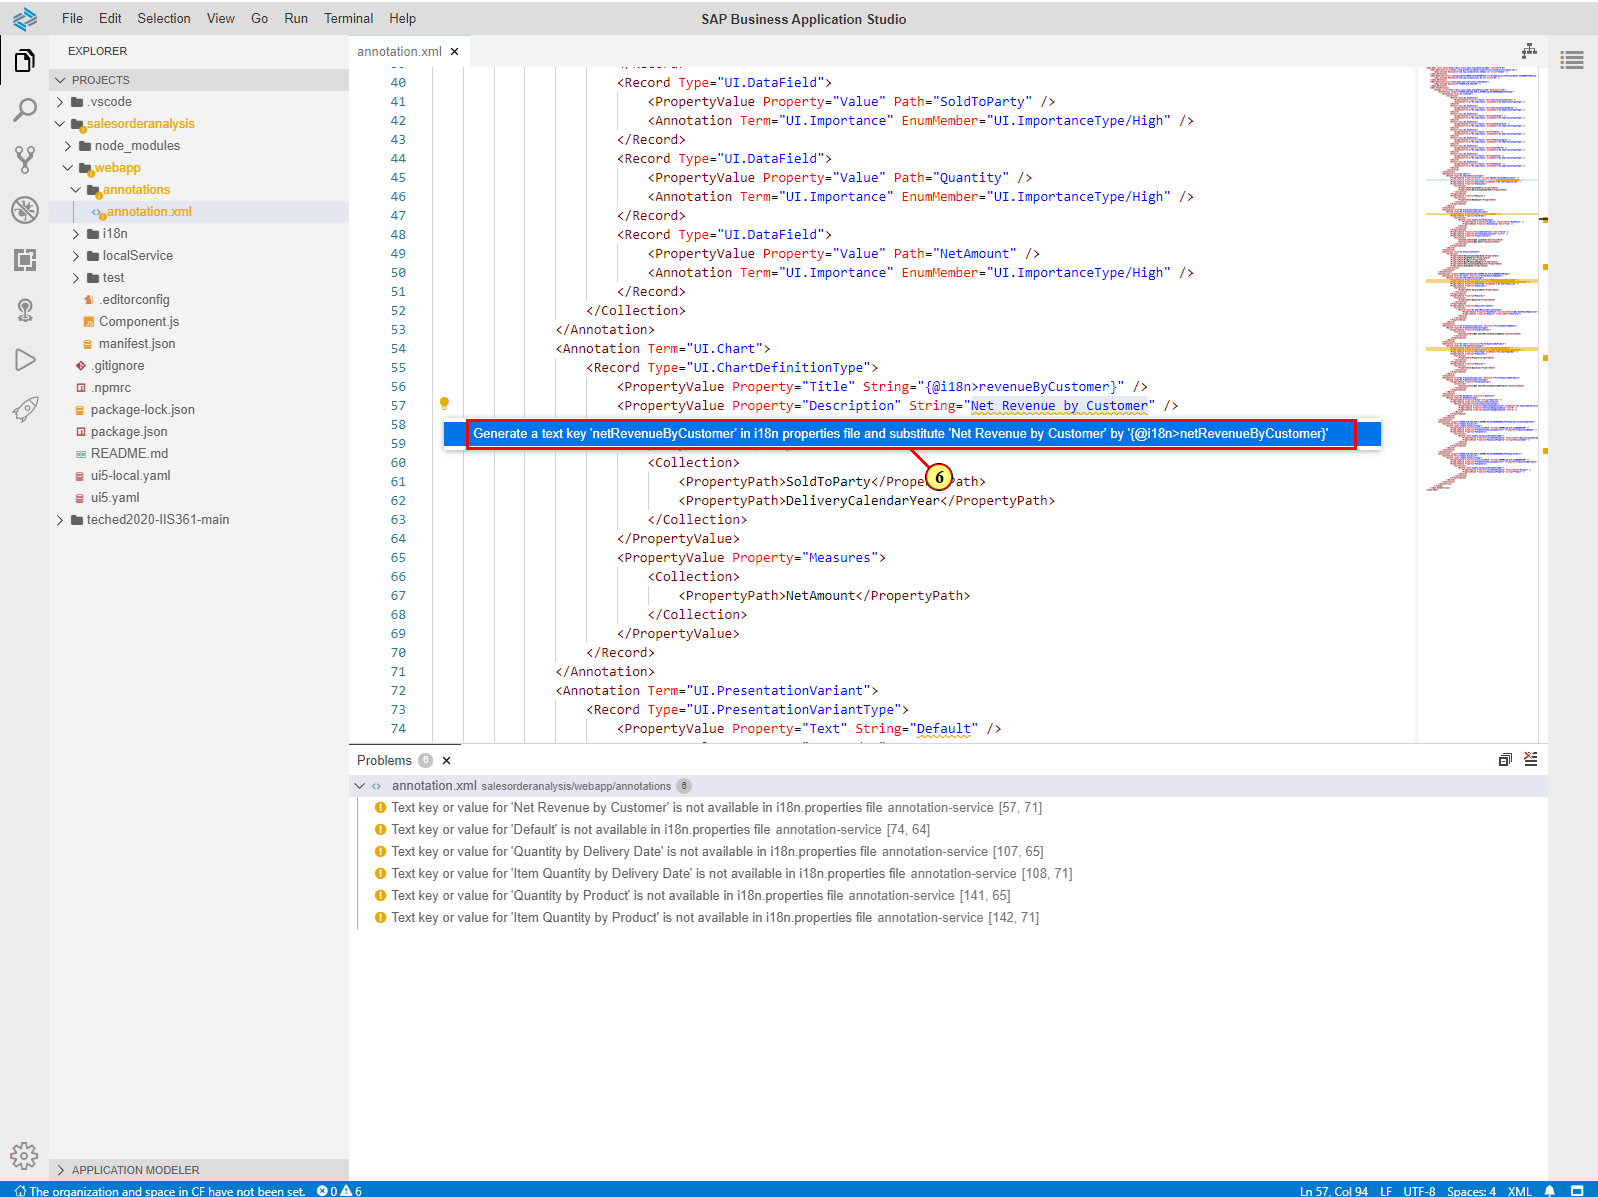 File Edit Selection View Go Run Terminal Help
SAP Business Application Studio
EXPLORER
PROJECTS
.vscode
salesorderanalysis
node_modules
webapp
annotations
annotation.xml
i18n
localService
test
.editorconfig
Component.js
manifest.json
.gitignore
.npmrc
package-lock.json
package.json
README.md
ui5-local.yaml
ui5.yaml
teched2020-IIS361-main
APPLICATION MODELER
annotation.xml
40 <Record Type="UI.DataField">
41 <PropertyValue Property="Value" Path="SoldToParty" />
42 <Annotation Term="UI.Importance" EnumMember="UI.ImportanceType/High" />
43 </Record>
44 <Record Type="UI.DataField">
45 <PropertyValue Property="Value" Path="Quantity" />
46 <Annotation Term="UI.Importance" EnumMember="UI.ImportanceType/High" />
47 </Record>
48 <Record Type="UI.DataField">
49 <PropertyValue Property="Value" Path="NetAmount" />
50 <Annotation Term="UI.Importance" EnumMember="UI.ImportanceType/High" />
51 </Record>
52 </Collection>
53 </Annotation>
54 <Annotation Term="UI.Chart">
55 <Record Type="UI.ChartDefinitionType">
56 <PropertyValue Property="Title" String="{@i18n>revenueByCustomer}" />
57 <PropertyValue Property="Description" String="Net Revenue by Customer" />
58
Generate a text key 'netRevenueByCustomer' in i18n properties file and substitute 'Net Revenue by Customer' by '{@i18n>netRevenueByCustomer}'
59
60 <Collection>
6
61 <PropertyPath>SoldToParty</PropertyPath>
62 <PropertyPath>DeliveryCalendarYear</PropertyPath>
63 </Collection>
64 </PropertyValue>
65 <PropertyValue Property="Measures">
66 <Collection>
67 <PropertyPath>NetAmount</PropertyPath>
68 </Collection>
69 </PropertyValue>
70 </Record>
71 </Annotation>
72 <Annotation Term="UI.PresentationVariant">
73 <Record Type="UI.PresentationVariantType">
74 <PropertyValue Property="Text" String="Default" />
Problems 6
annotation.xml salesorderanalysis/webapp/annotations 6
Text key or value for 'Net Revenue by Customer' is not available in i18n.properties file annotation-service [57, 71]
Text key or value for 'Default' is not available in i18n.properties file annotation-service [74, 64]
Text key or value for 'Quantity by Delivery Date' is not available in i18n.properties file annotation-service [107, 65]
Text key or value for 'Item Quantity by Delivery Date' is not available in i18n.properties file annotation-service [108, 71]
Text key or value for 'Quantity by Product' is not available in i18n.properties file annotation-service [141, 65]
Text key or value for 'Item Quantity by Product' is not available in i18n.properties file annotation-service [142, 71]
The organization and space in CF have not been set. 0 6
Ln 57, Col 94 LF UTF-8 Spaces: 4 XML